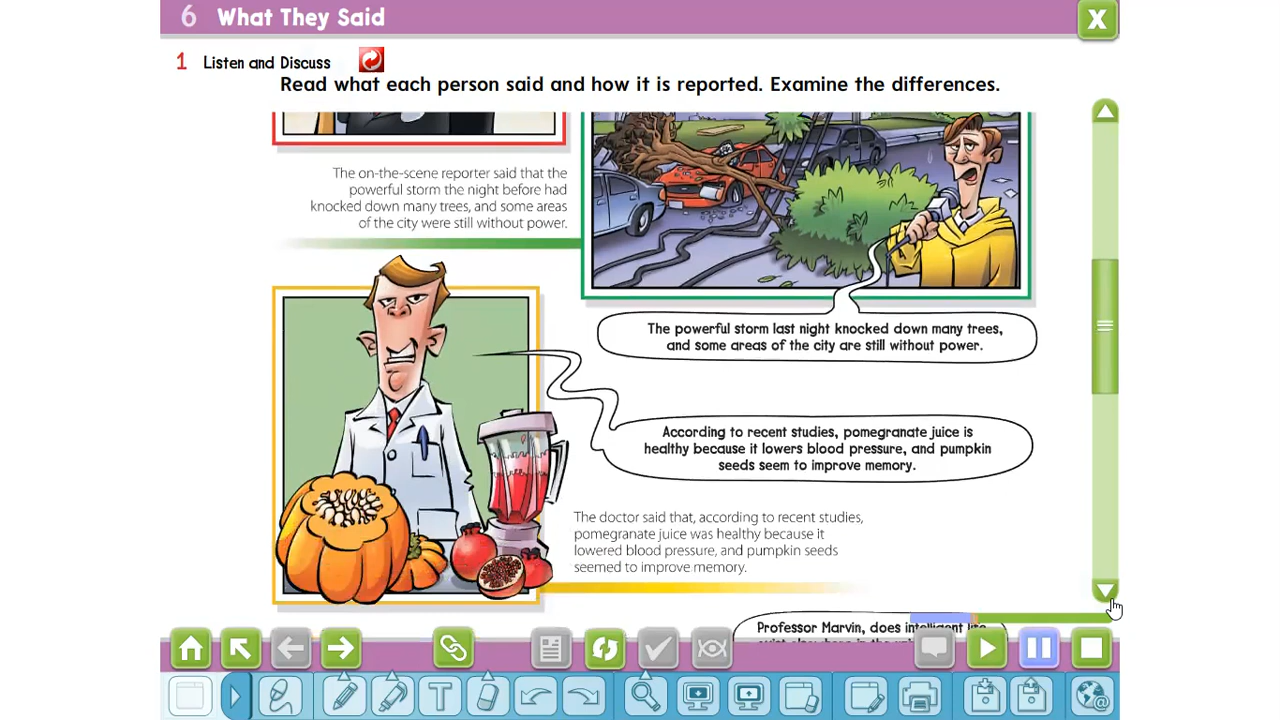 6 What They Said
X
1 Listen and Discuss
Read what each person said and how it is reported. Examine the differences.
The on-the-scene reporter said that the
powerful storm the night before had
knocked down many trees, and some areas
of the city were still without power.
The powerful storm last night knocked down many trees,
and some areas of the city are still without power.
According to recent studies, pomegranate juice is
healthy because it lowers blood pressure, and pumpkin
seeds seem to improve memory.
The doctor said that, according to recent studies,
pomegranate juice was healthy because it
lowered blood pressure, and pumpkin seeds
seemed to improve memory.
Professor Marvin, does intelligent life
T